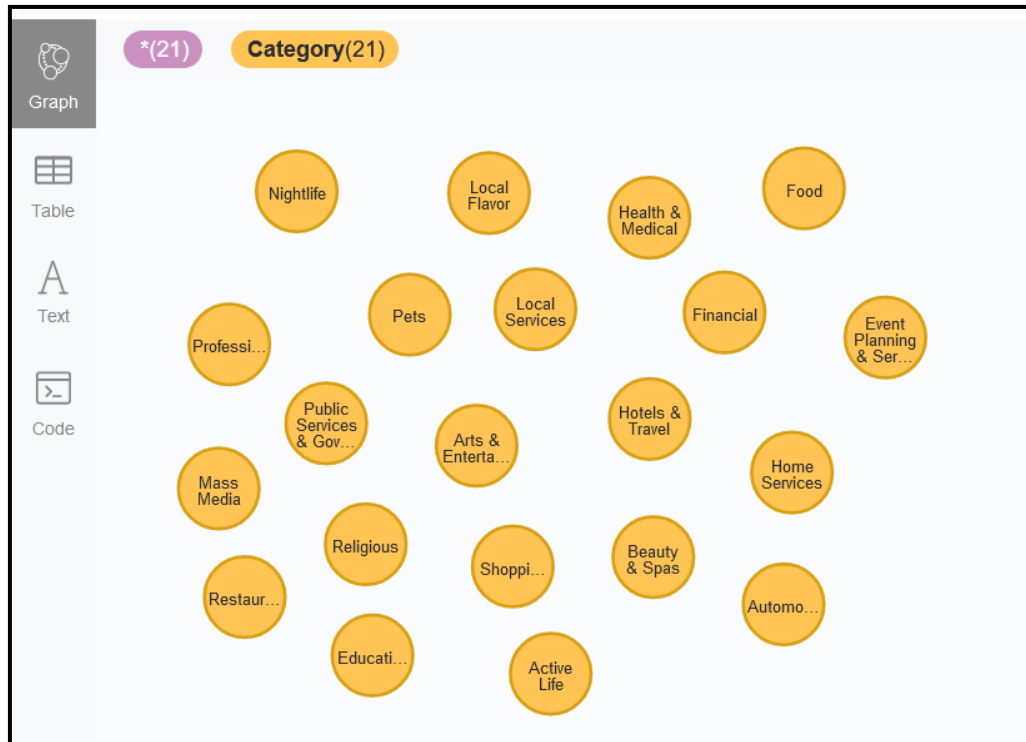 *(21)
Category(21)
Graph
Table
Text
Code
Nightlife
Local
Flavor
Health &
Medical
Food
Pets
Local
Services
Financial
Event
Planning
& Ser...
Professi...
Public
Services
& Gov...
Arts &
Enterta...
Hotels &
Travel
Home
Services
Mass
Media
Religious
Shoppi...
Beauty
& Spas
Restaur...
Automo...
Educati...
Active
Life